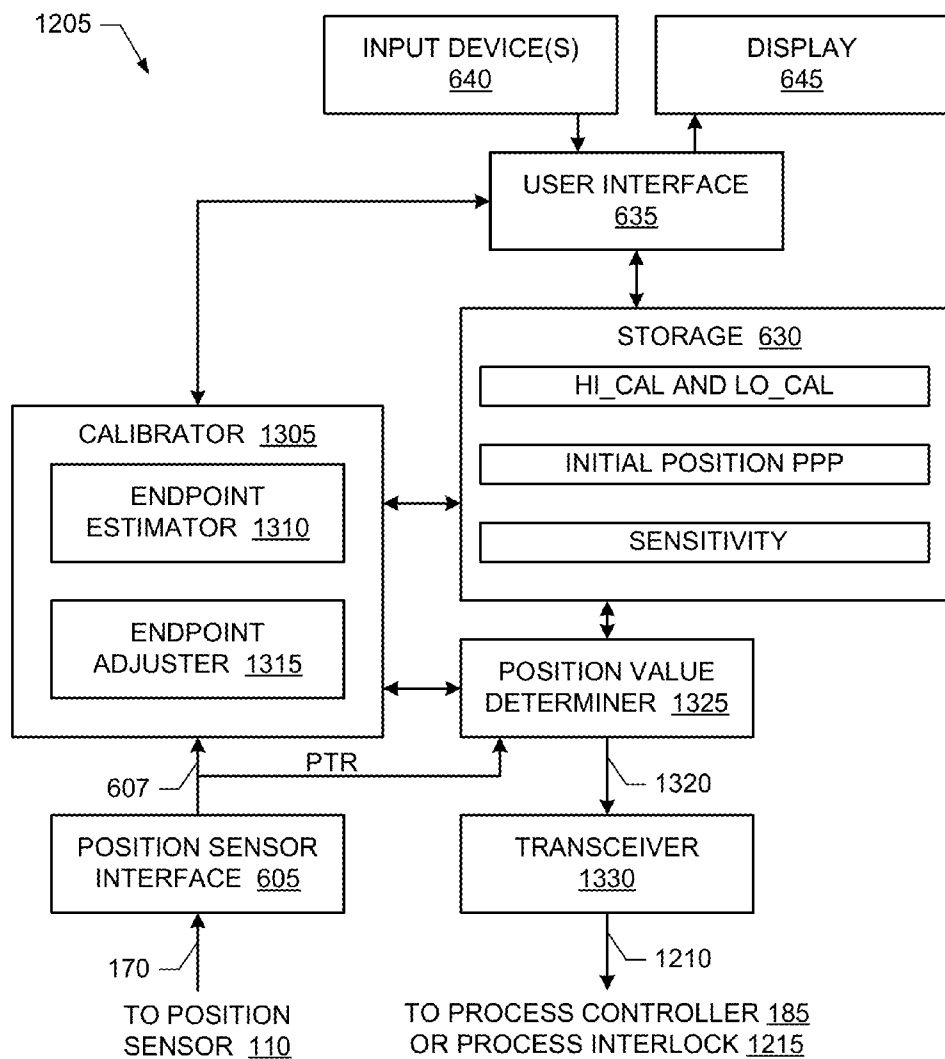 1205
INPUT DEVICE(S)
640
DISPLAY
645
USER INTERFACE
635
STORAGE 630
HI_CAL AND LO_CAL
INITIAL POSITION PPP
SENSITIVITY
CALIBRATOR 1305
ENDPOINT
ESTIMATOR 1310
ENDPOINT
ADJUSTER 1315
POSITION VALUE
DETERMINER 1325
607
PTR
1320
POSITION SENSOR
INTERFACE 605
TRANSCEIVER
1330
170
1210
TO POSITION
SENSOR 110
TO PROCESS CONTROLLER 185
OR PROCESS INTERLOCK 1215